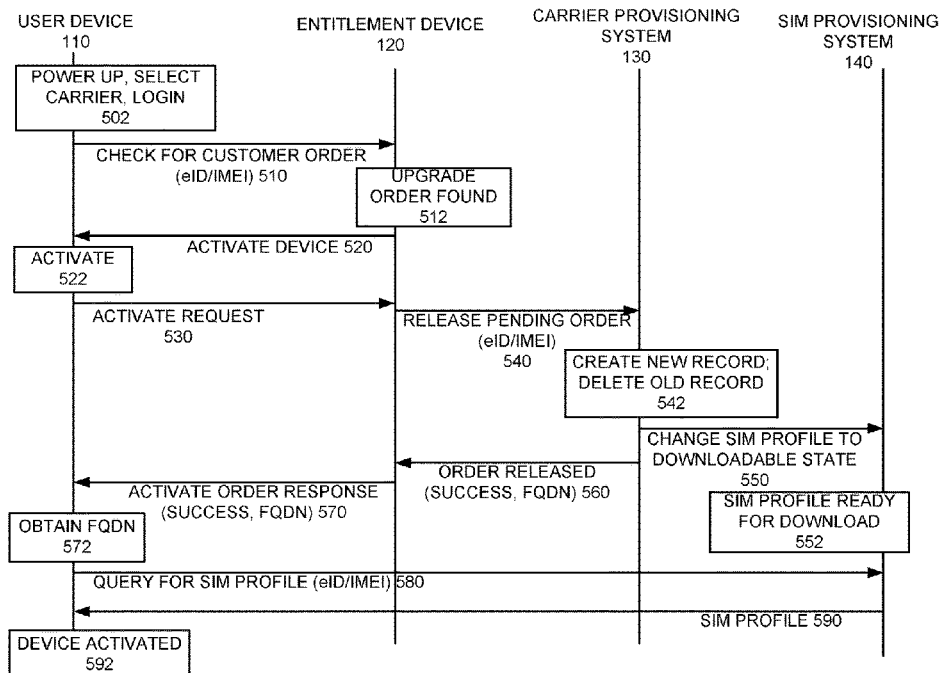 USER DEVICE
110
ENTITLEMENT DEVICE
120
CARRIER PROVISIONING
SYSTEM
130
SIM PROVISIONING
SYSTEM
140
POWER UP, SELECT
CARRIER, LOGIN
502
CHECK FOR CUSTOMER ORDER
(eID/IMEI) 510
UPGRADE
ORDER FOUND
512
ACTIVATE DEVICE 520
ACTIVATE
522
ACTIVATE REQUEST
530
RELEASE PENDING ORDER
(eID/IMEI)
540
CREATE NEW RECORD;
DELETE OLD RECORD
542
CHANGE SIM PROFILE TO
DOWNLOADABLE STATE
550
ORDER RELEASED
(SUCCESS, FQDN) 560
ACTIVATE ORDER RESPONSE
(SUCCESS, FQDN) 570
SIM PROFILE READY
FOR DOWNLOAD
552
OBTAIN FQDN
572
QUERY FOR SIM PROFILE (eID/IMEI) 580
SIM PROFILE 590
DEVICE ACTIVATED
592